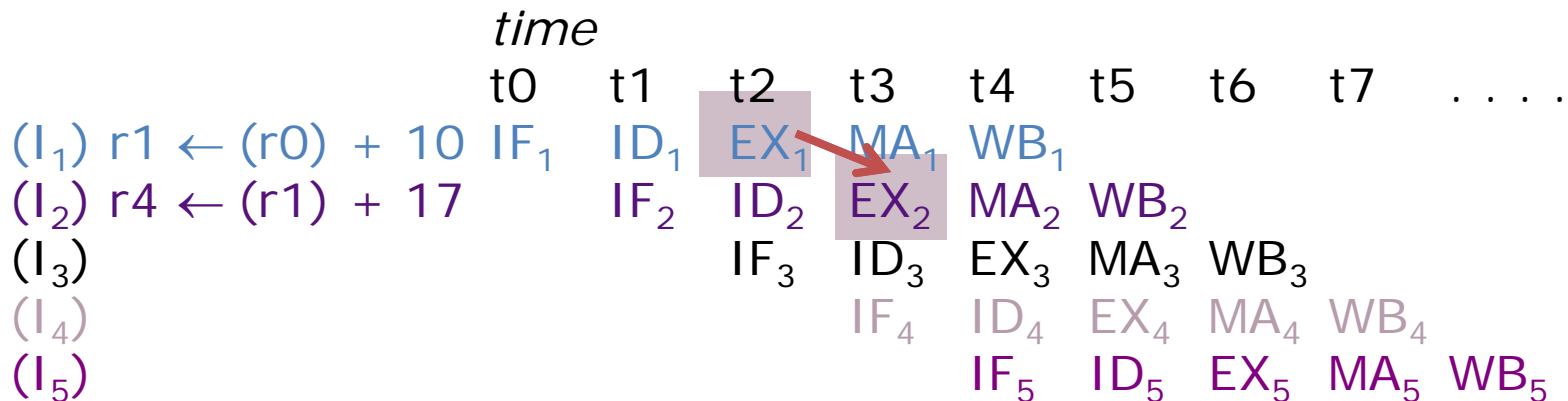 time
t0 t1 t2 t3 t4 t5 t6 t7 . . . .
(I₁) r1 ← (r0) + 10 IF₁ ID₁ EX₁ MA₁ WB₁
(I₂) r4 ← (r1) + 17 IF₂ ID₂ EX₂ MA₂ WB₂
(I₃) IF₃ ID₃ EX₃ MA₃ WB₃
(I₄) IF₄ ID₄ EX₄ MA₄ WB₄
(I₅) IF₅ ID₅ EX₅ MA₅ WB₅